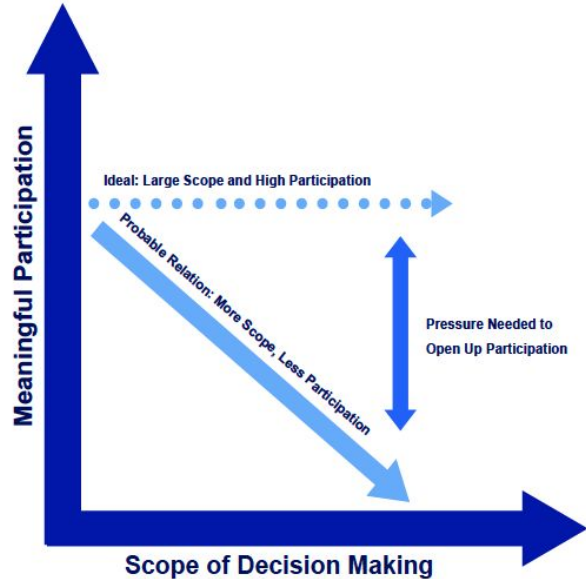 Meaningful Participation
Ideal: Large Scope and High Participation
Probable Relation: More Scope, Less Participation
Pressure Needed to
Open Up Participation
Scope of Decision Making